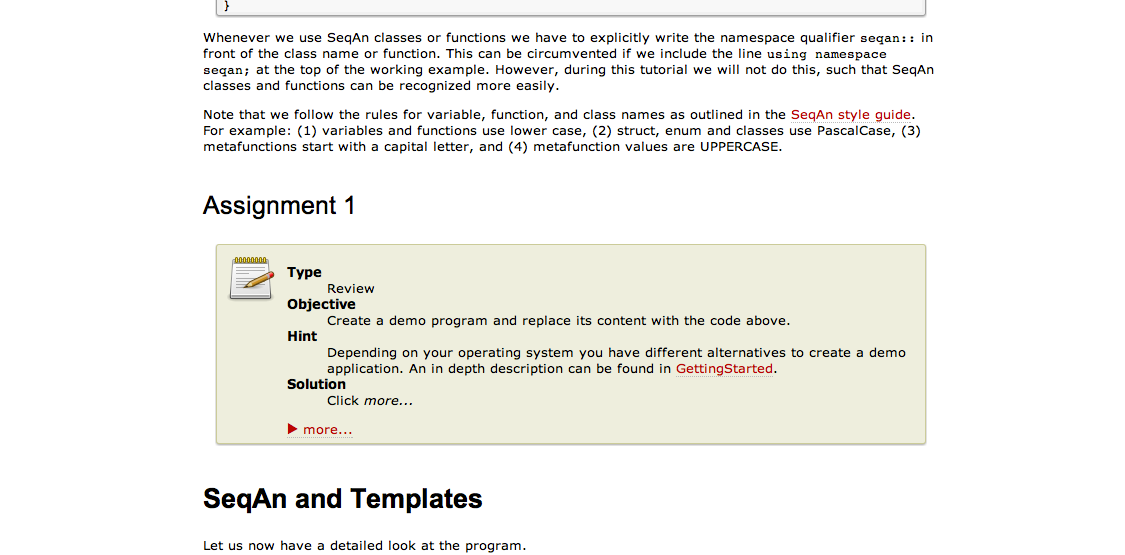 }
Whenever we use SeqAn classes or functions we have to explicitly write the namespace qualifier seqan:: in
front of the class name or function. This can be circumvented if we include the line using namespace
seqan; at the top of the working example. However, during this tutorial we will not do this, such that SeqAn
classes and functions can be recognized more easily.
Note that we follow the rules for variable, function, and class names as outlined in the SeqAn style guide.
For example: (1) variables and functions use lower case, (2) struct, enum and classes use PascalCase, (3)
metafunctions start with a capital letter, and (4) metafunction values are UPPERCASE.
Assignment 1
Type
Review
Objective
Create a demo program and replace its content with the code above.
Hint
Depending on your operating system you have different alternatives to create a demo
application. An in depth description can be found in GettingStarted.
Solution
Click more...
▶ more...
SeqAn and Templates
Let us now have a detailed look at the program.